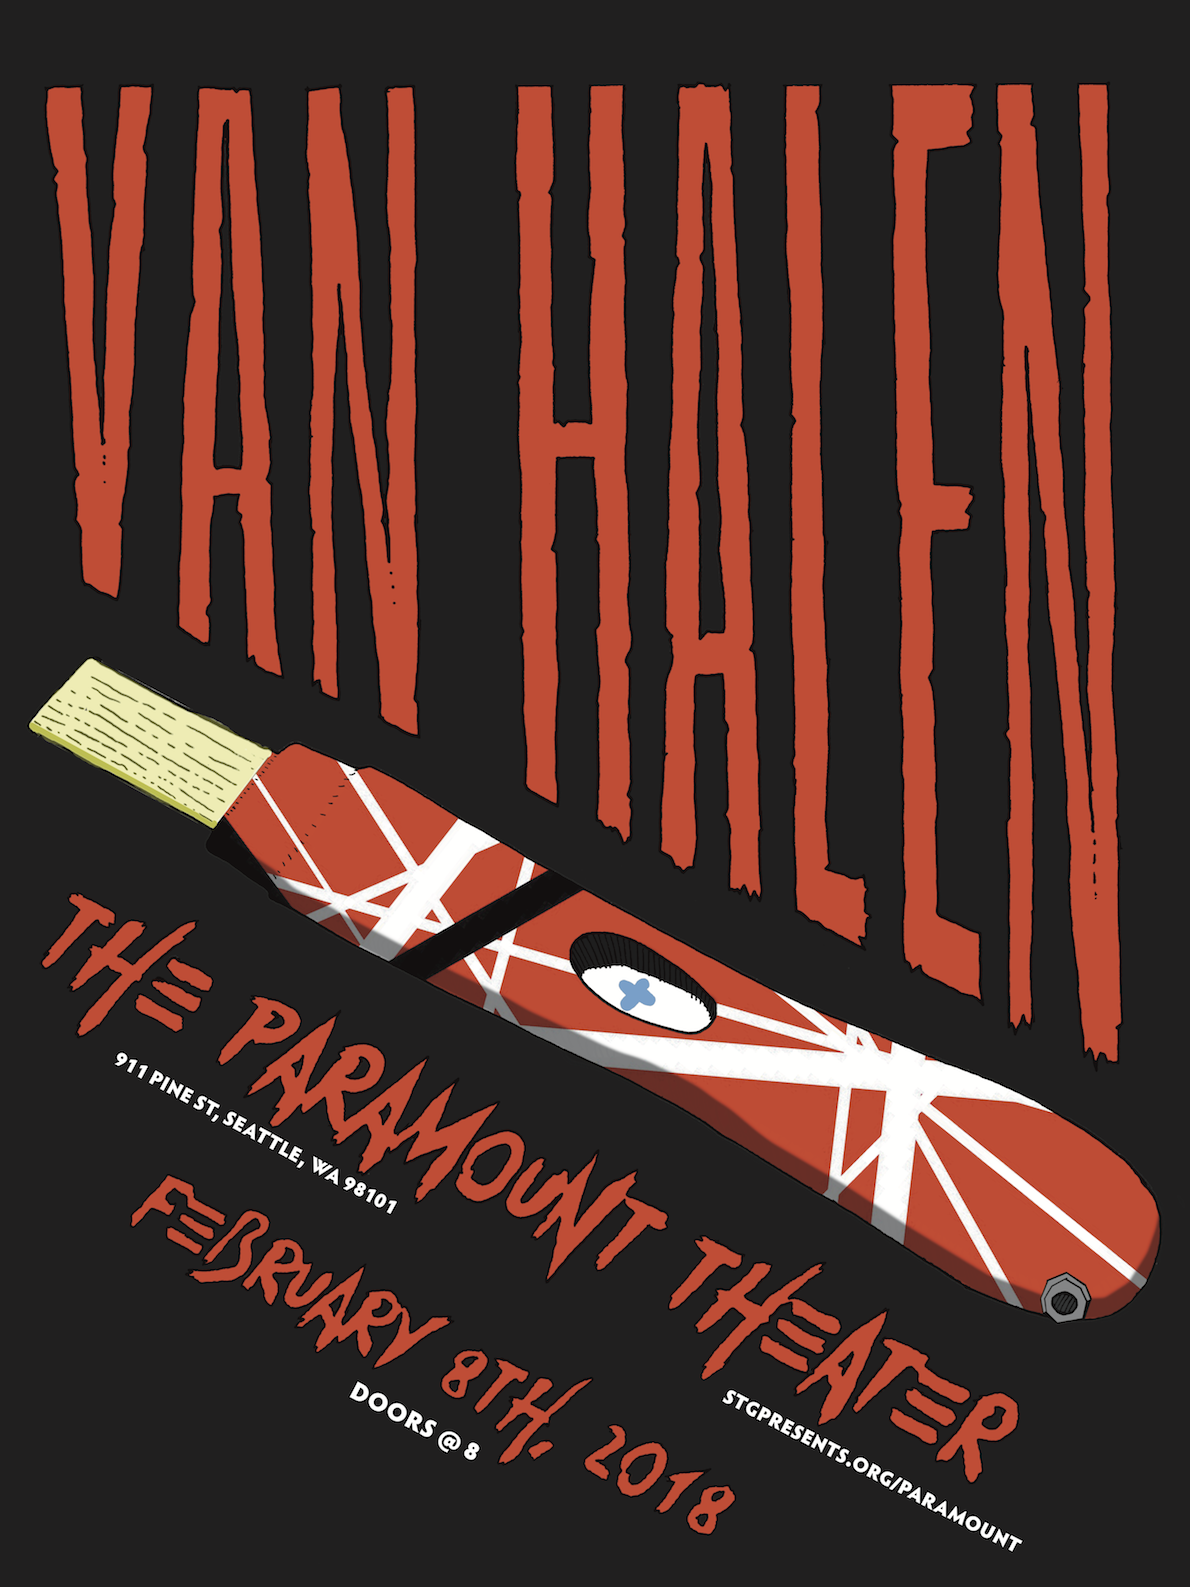 VAN HALEN
THE PARAMOUNT THEATER
911 PINE ST, SEATTLE, WA 98101
STGPRESENTS.ORG/PARAMOUNT
FEBRUARY 8TH, 2018
DOORS @ 8